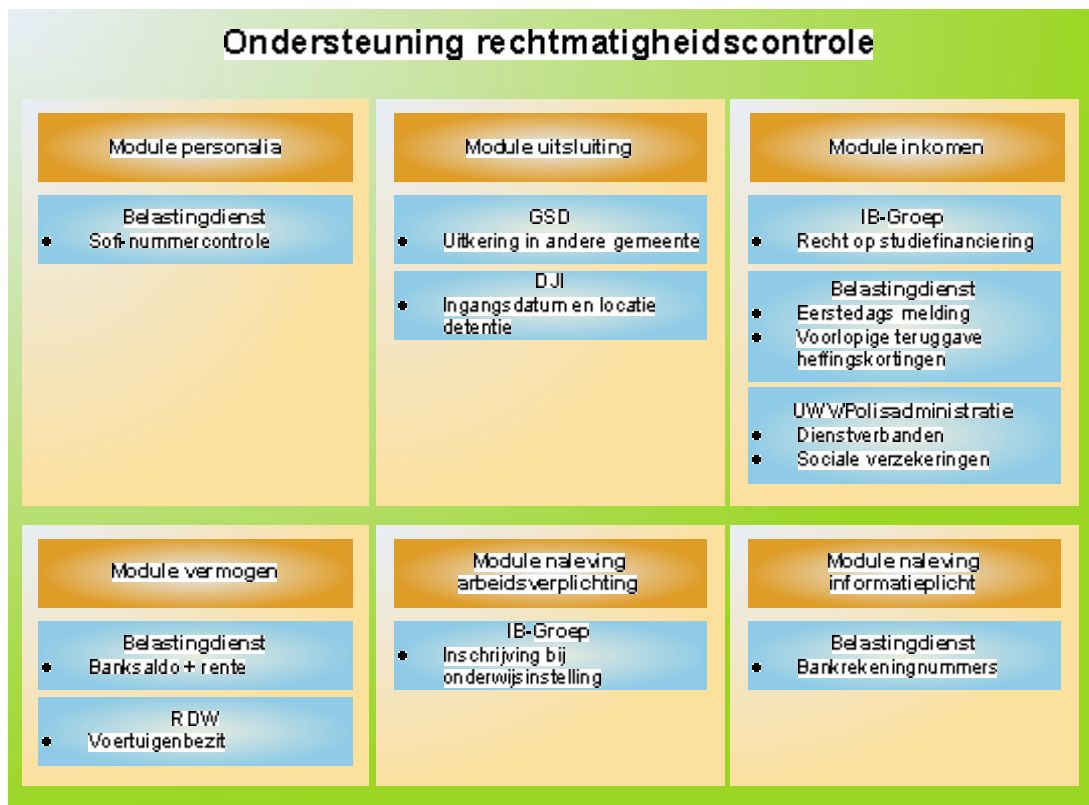 Ondersteuning rechtmatigheidscontrole
Module personalia
Belastingdienst
• Sofi-nummercontrole
Module uitsluiting
GSD
• Uitkering in andere gemeente
DJI
• Ingangsdatum en locatie
detentie
Module inkomen
IB-Groep
• Recht op studiefinanciering
Belastingdienst
• Eerstedags melding
• Voorlopige teruggave
heffingskortingen
UWV/Polisadministratie
• Dienstverbanden
• Sociale verzekeringen
Module vermogen
Belastingdienst
• Banksaldo + rente
RDW
• Voertuigenbezit
Module naleving
arbeidsverplichting
IB-Groep
• Inschrijving bij
onderwijsinstelling
Module naleving
informatieplicht
Belastingdienst
• Bankrekeningnummers